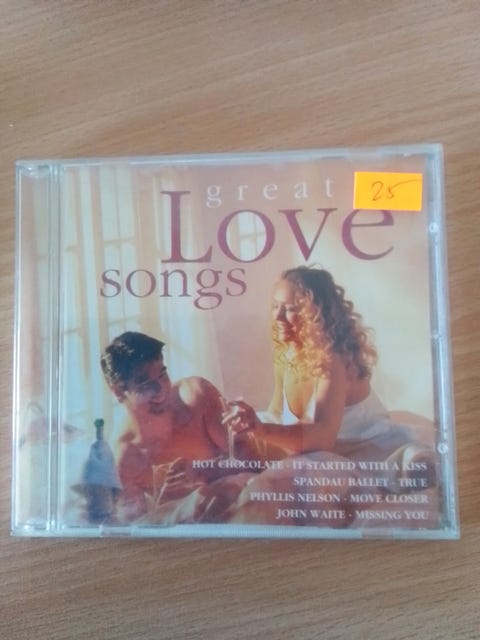 great
25
Love
songs
HOT CHOCOLATE - IT STARTED WITH A KISS
SPANDAU BALLET - TRUE
PHYLLIS NELSON - MOVE CLOSER
JOHN WAITE - MISSING YOU